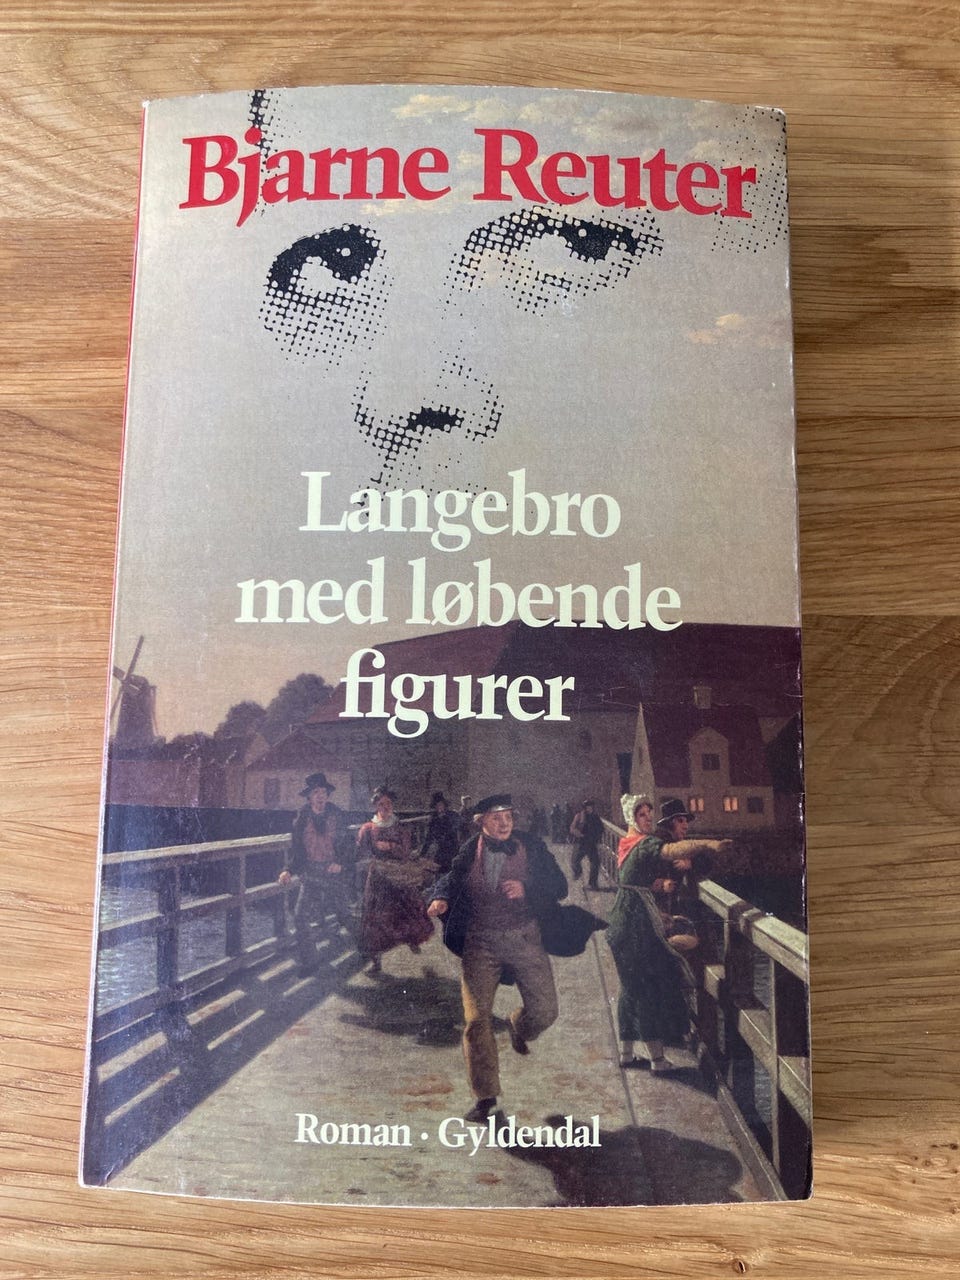 Bjarne Reuter
Langebro
med løbende
figurer
Roman · Gyldendal